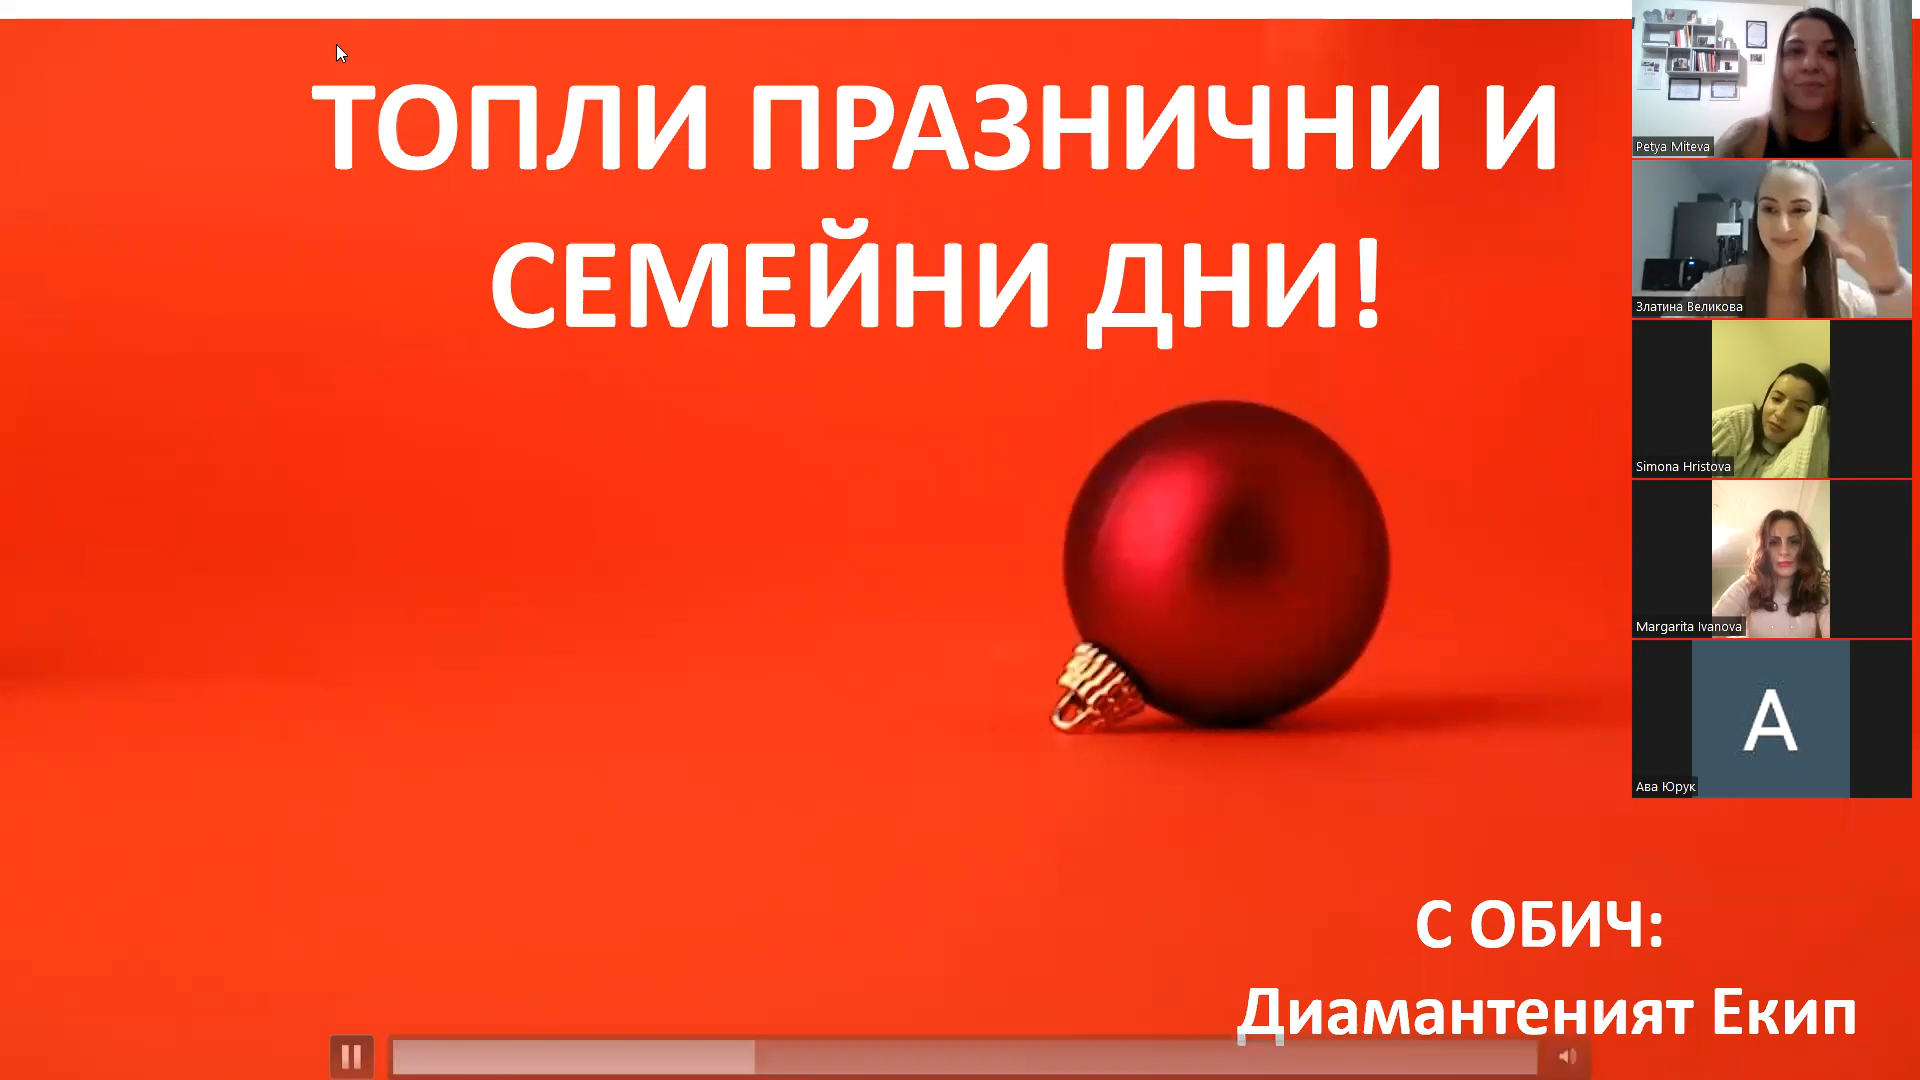 ТОПЛИ ПРАЗНИЧНИ И
СЕМЕЙНИ ДНИ!
С ОБИЧ:
Диамантеният Екип
Petya Miteva
Златина Великова
Simona Hristova
Margarita Ivanova
A
Ава Юрук